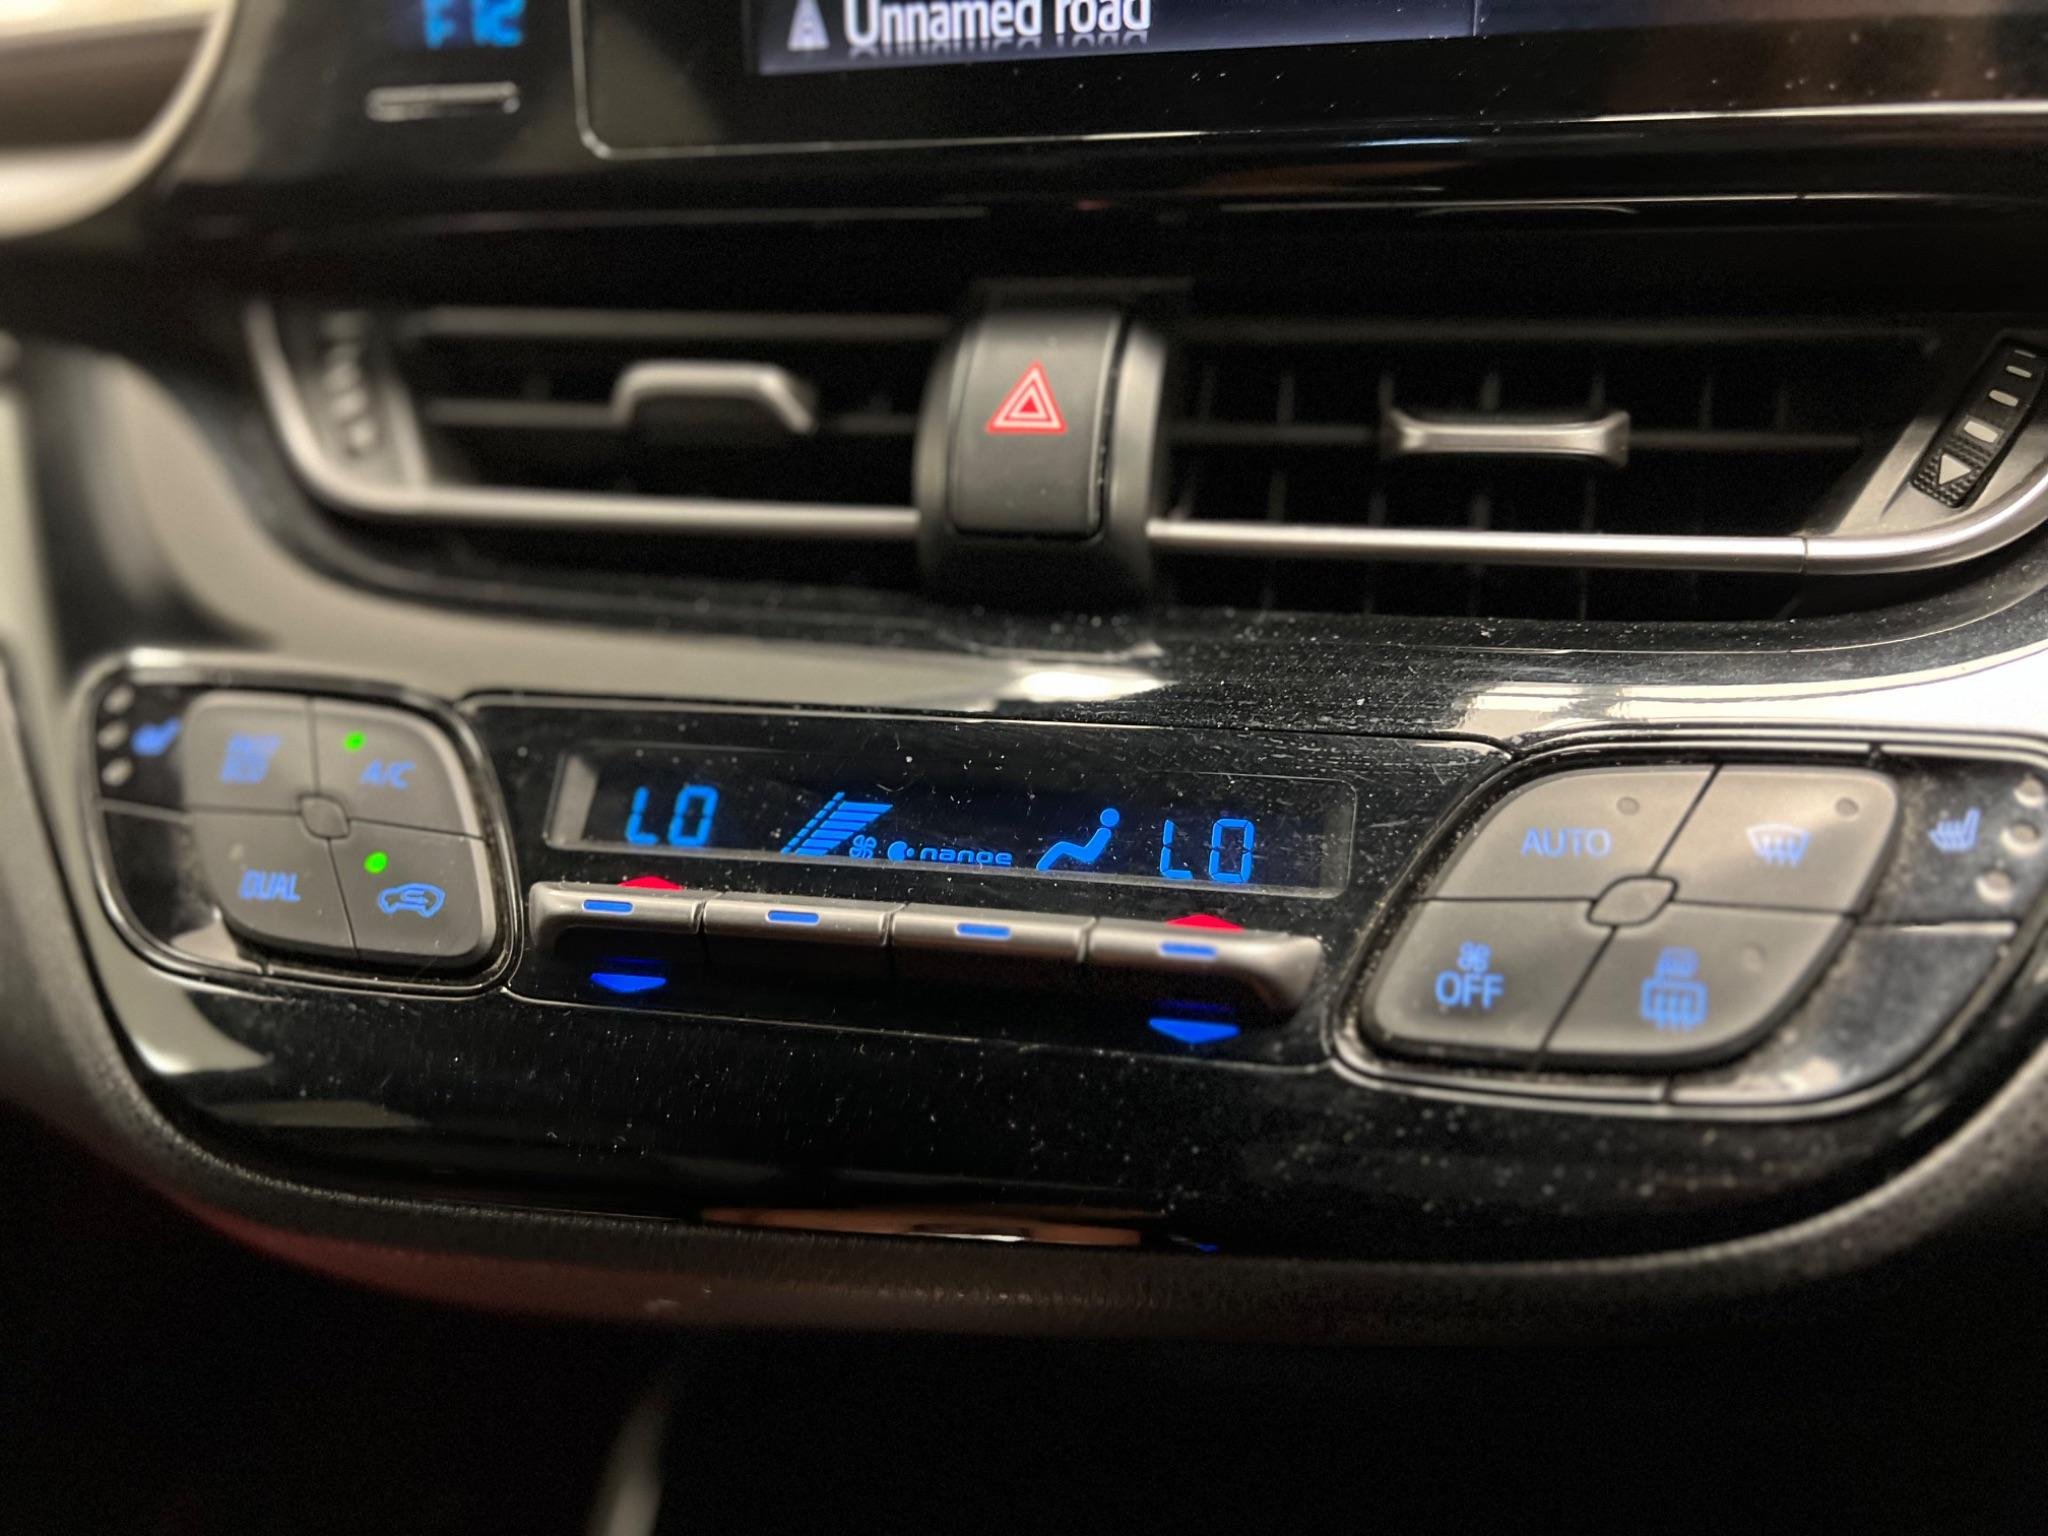 Unnamed road
A/C
LO
nanoe
LO
AUTO
DUAL
OFF